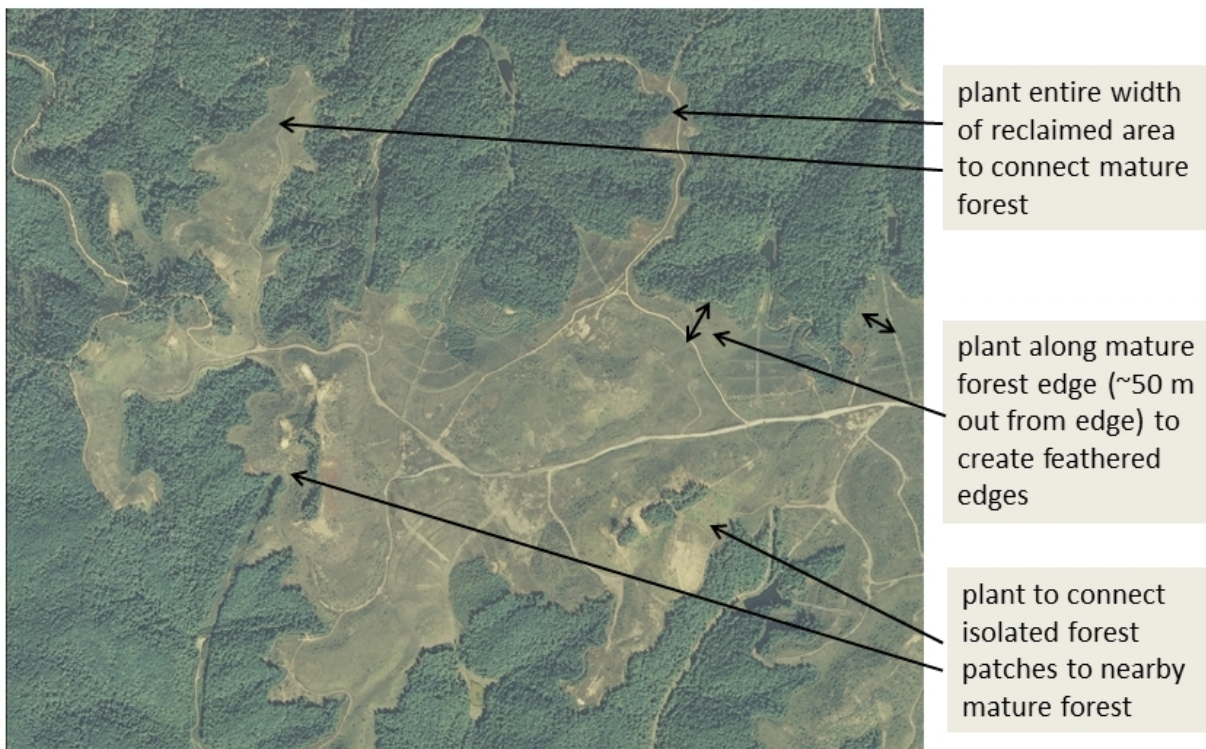 plant entire width
of reclaimed area
to connect mature
forest
plant along mature
forest edge (~50 m
out from edge) to
create feathered
edges
plant to connect
isolated forest
patches to nearby
mature forest